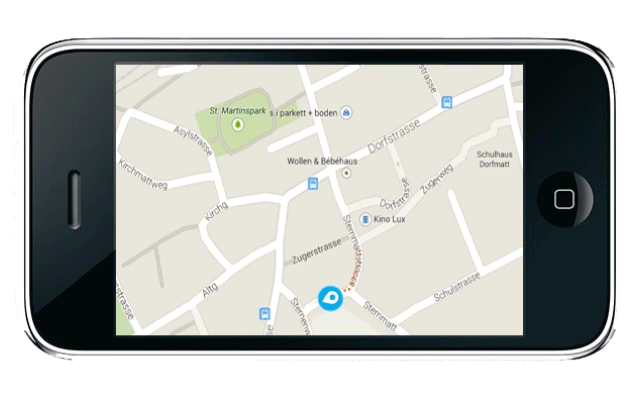 St. Martinspark
s.i parkett + boden
Asylstrasse
Dorfstrasse
Wollen & Bébéhaus
Schulhaus
Dorfmatt
Kirchmattweg
Zugerweg
Dorfstrasse
Kirchg
Kino Lux
Zugerstrasse
Altg.
Schulstrasse
Sternmatt